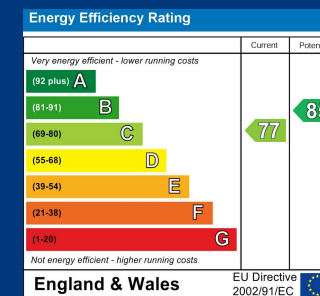 Energy Efficiency Rating
Current
Very energy efficient - lower running costs
(92 plus) A
(81-91) B
(69-80) C
77
(55-68) D
(39-54) E
(21-38) F
(1-20) G
Not energy efficient - higher running costs
England & Wales
EU Directive
2002/91/EC